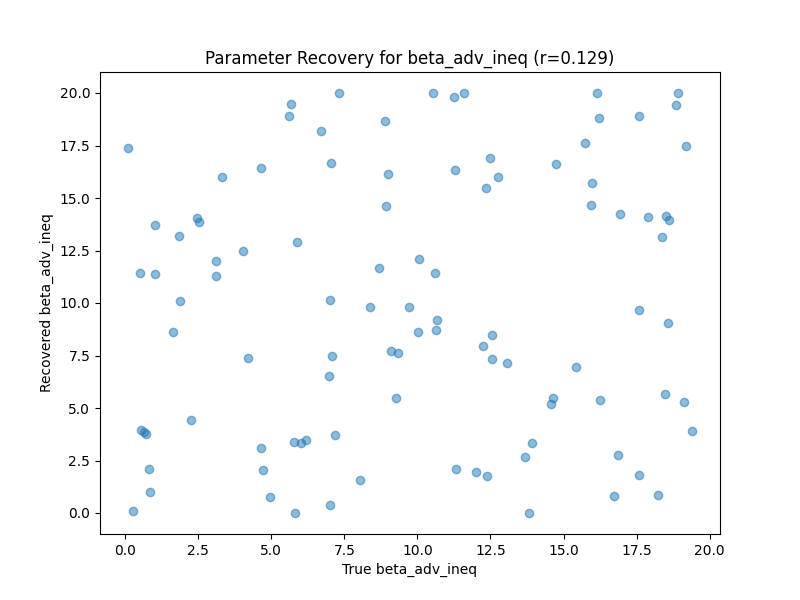 Parameter Recovery for beta_adv_ineq (r=0.129)
Recovered beta_adv_ineq
20.0
17.5
15.0
12.5
10.0
7.5
5.0
2.5
0.0
0.0 2.5 5.0 7.5 10.0 12.5 15.0 17.5 20.0
True beta_adv_ineq